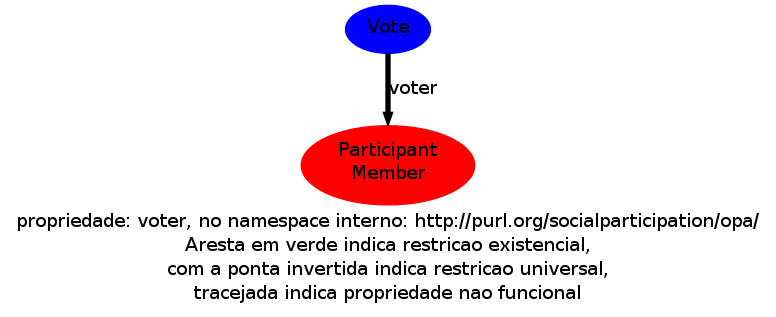 Vote
voter
Participant
Member
propriedade: voter, no namespace interno: http://purl.org/socialparticipation/opa/
Aresta em verde indica restricao existencial,
com a ponta invertida indica restricao universal,
tracejada indica propriedade nao funcional